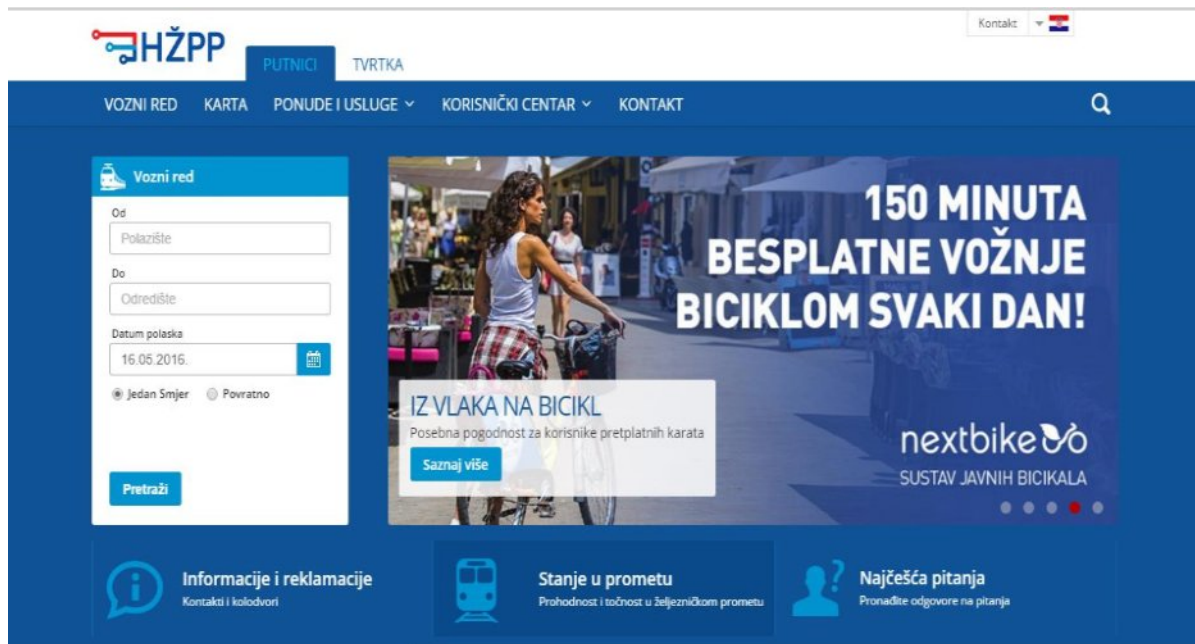 Kontakt
HŽPP
PUTNICI
TVRTKA
VOZNI RED
KARTA
PONUDE I USLUGE
KORISNIČKI CENTAR
KONTAKT
Vozni red
Od
Polazište
Do
Odredište
Datum polaska
16.05.2016.
Jedan Smjer
Povratno
Pretraži
150 MINUTA
BESPLATNE VOŽNJE
BICIKLOM SVAKI DAN!
IZ VLAKA NA BICIKL
Posebna pogodnost za korisnike pretplatnih karata
Saznaj više
nextbike
SUSTAV JAVNIH BICIKALA
Informacije i reklamacije
Kontakti i kolodvori
Stanje u prometu
Prohodnost i točnost u željezničkom prometu
Najčešća pitanja
Pronađite odgovore na pitanja